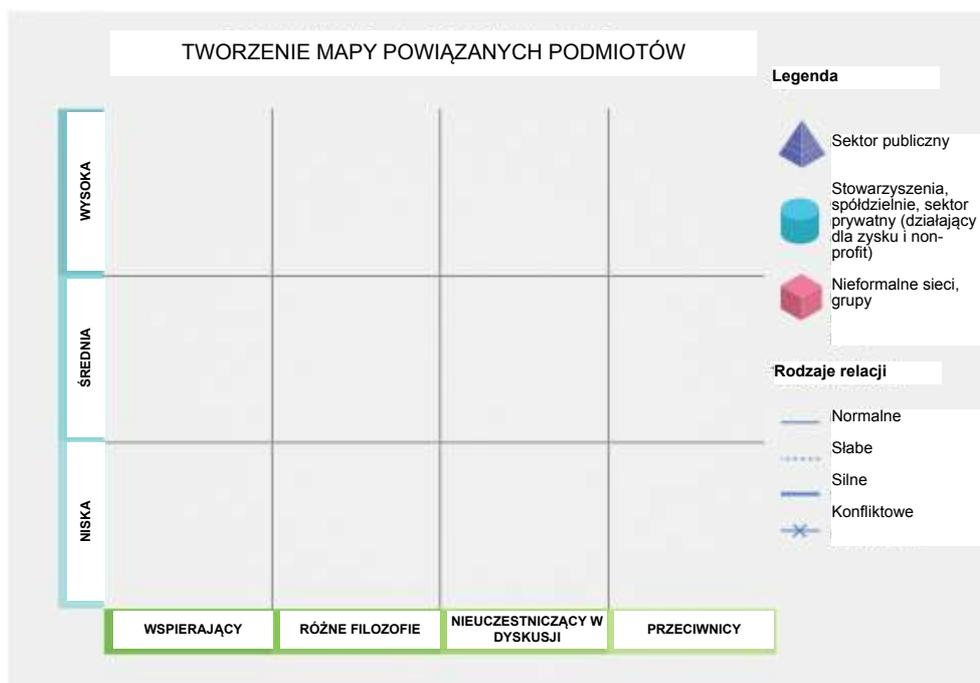 TWORZENIE MAPY POWIĄZANYCH PODMIOTÓW
Legenda
Sektor publiczny
Stowarzyszenia,
spółdzielnie, sektor
prywatny (działający
dla zysku i non-
profit)
Nieformalne sieci,
grupy
Rodzaje relacji
Normalne
Słabe
Silne
Konfliktowe
WYSOKA
ŚREDNIA
NISKA
WSPIERAJĄCY
RÓŻNE FILOZOFIE
NIEUCZESTNICZĄCY W
DYSKUSJI
PRZECIWNICY